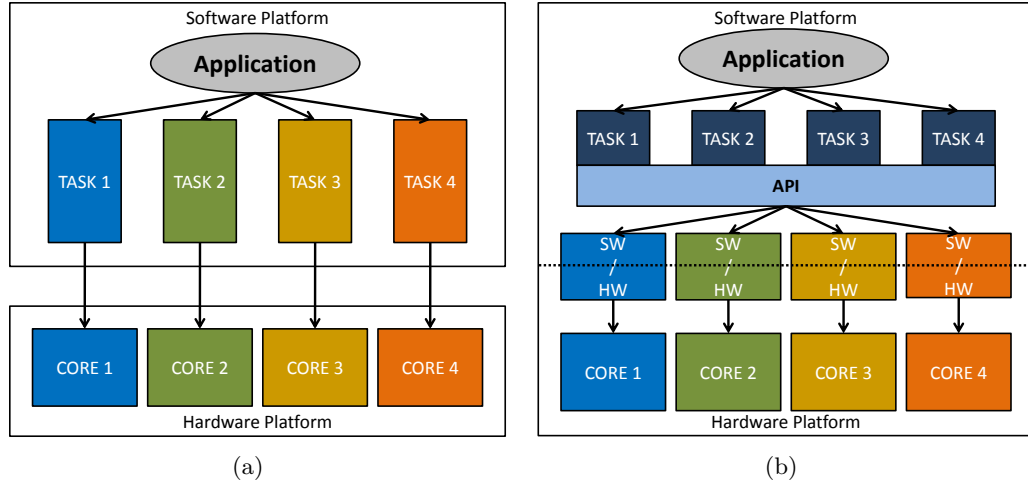 Software Platform
Application
TASK 1
TASK 2
TASK 3
TASK 4
CORE 1
CORE 2
CORE 3
CORE 4
Hardware Platform
(a)
Software Platform
Application
TASK 1
TASK 2
TASK 3
TASK 4
API
SW
/
HW
SW
/
HW
SW
/
HW
SW
/
HW
CORE 1
CORE 2
CORE 3
CORE 4
Hardware Platform
(b)